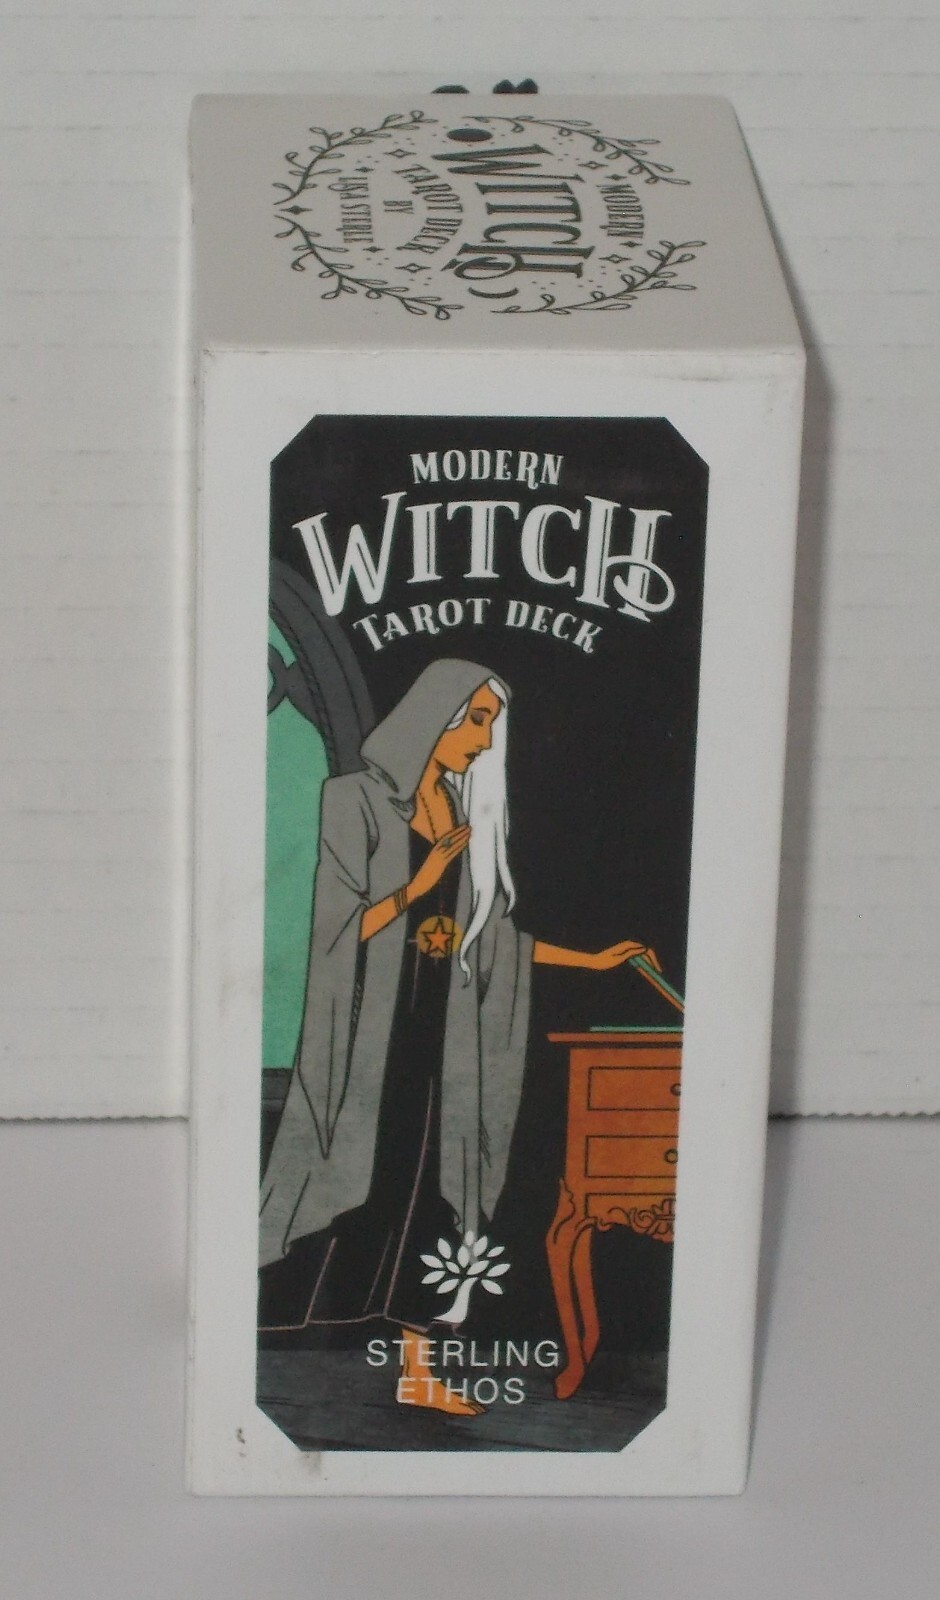 MODERN
WITCH
TAROT DECK
BY
LISA STERLE
MODERN
WITCH
TAROT DECK
STERLING
ETHOS